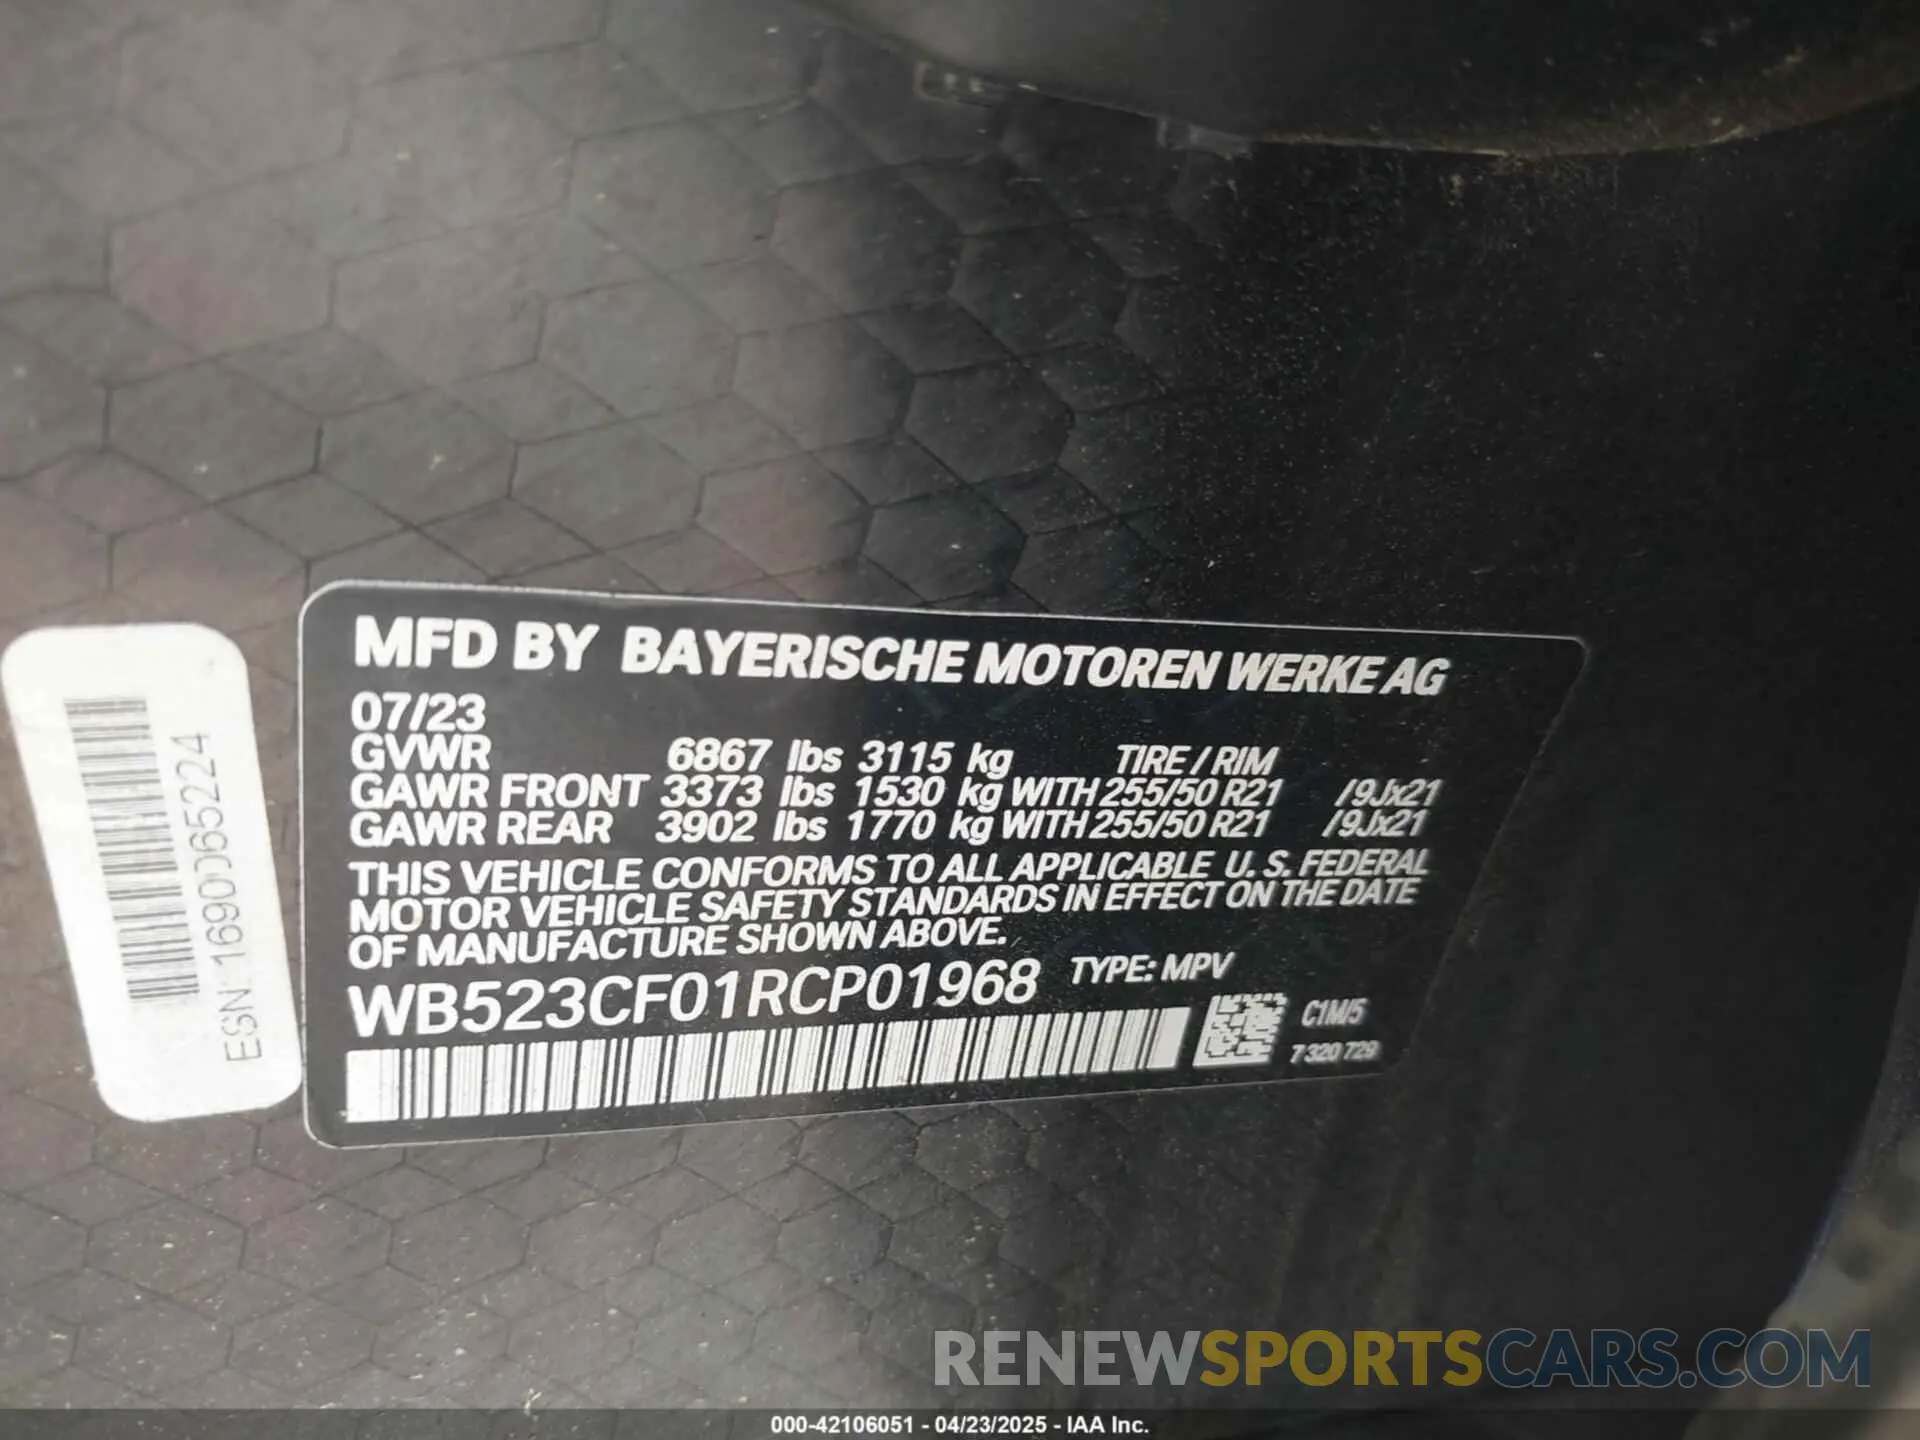 MFD BY BAYERISCHE MOTOREN WERKE AG
07/23
GVWR 6867 lbs 3115 kg TIRE / RIM
GAWR FRONT 3373 lbs 1530 kg WITH 255/50 R21 /9Jx21
GAWR REAR 3902 lbs 1770 kg WITH 255/50 R21 /9Jx21
THIS VEHICLE CONFORMS TO ALL APPLICABLE U. S. FEDERAL
MOTOR VEHICLE SAFETY STANDARDS IN EFFECT ON THE DATE
OF MANUFACTURE SHOWN ABOVE.
WB523CF01RCP01968 TYPE: MPV
C1M/5
7 320 729
ESN 1690065224
RENEWSPORTSCARS.COM
000-42106051 - 04/23/2025 - IAA Inc.